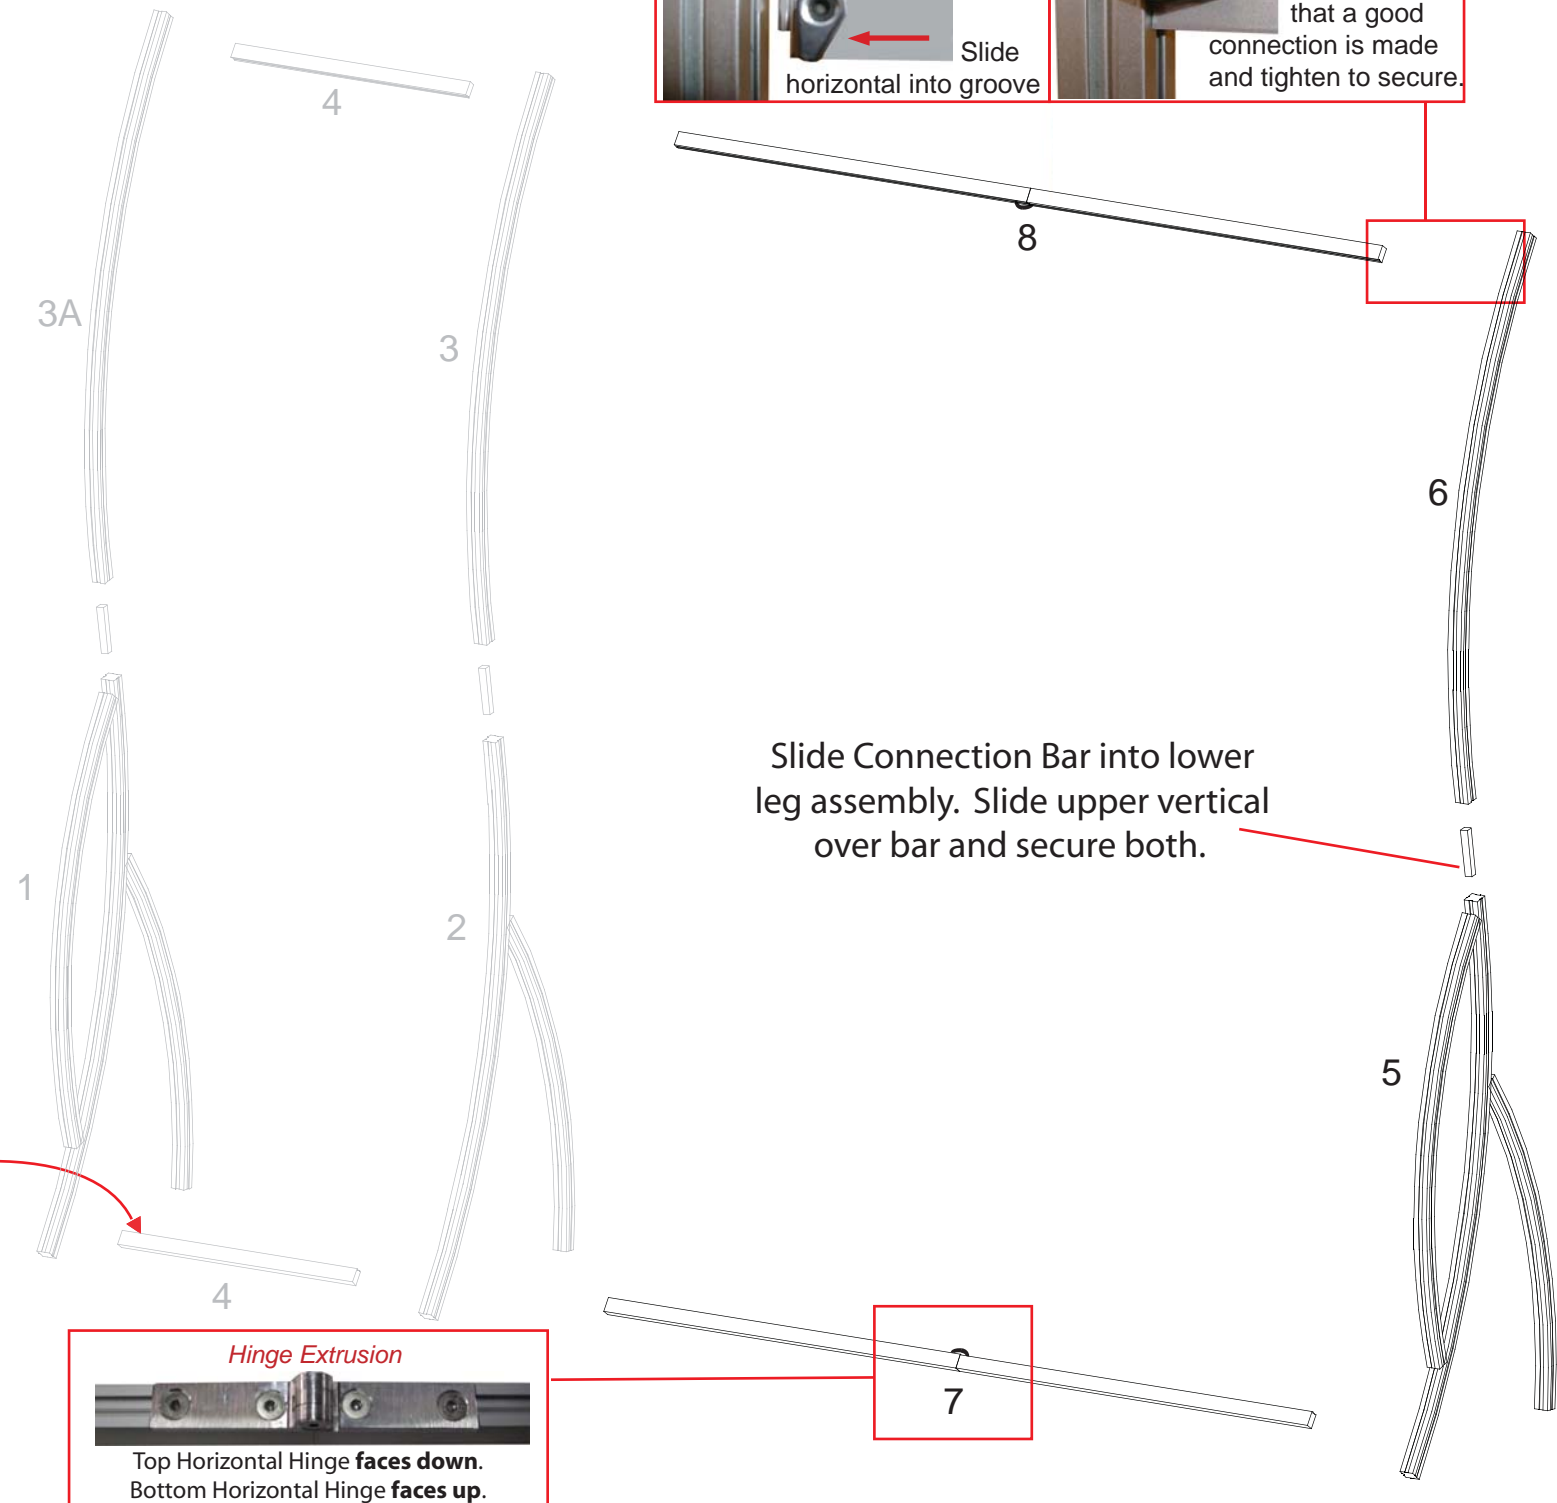 Slide
horizontal into groove
that a good
connection is made
and tighten to secure.
4
8
3A
3
6
Slide Connection Bar into lower
leg assembly. Slide upper vertical
over bar and secure both.
1
2
5
4
7
Hinge Extrusion
Top Horizontal Hinge faces down.
Bottom Horizontal Hinge faces up.